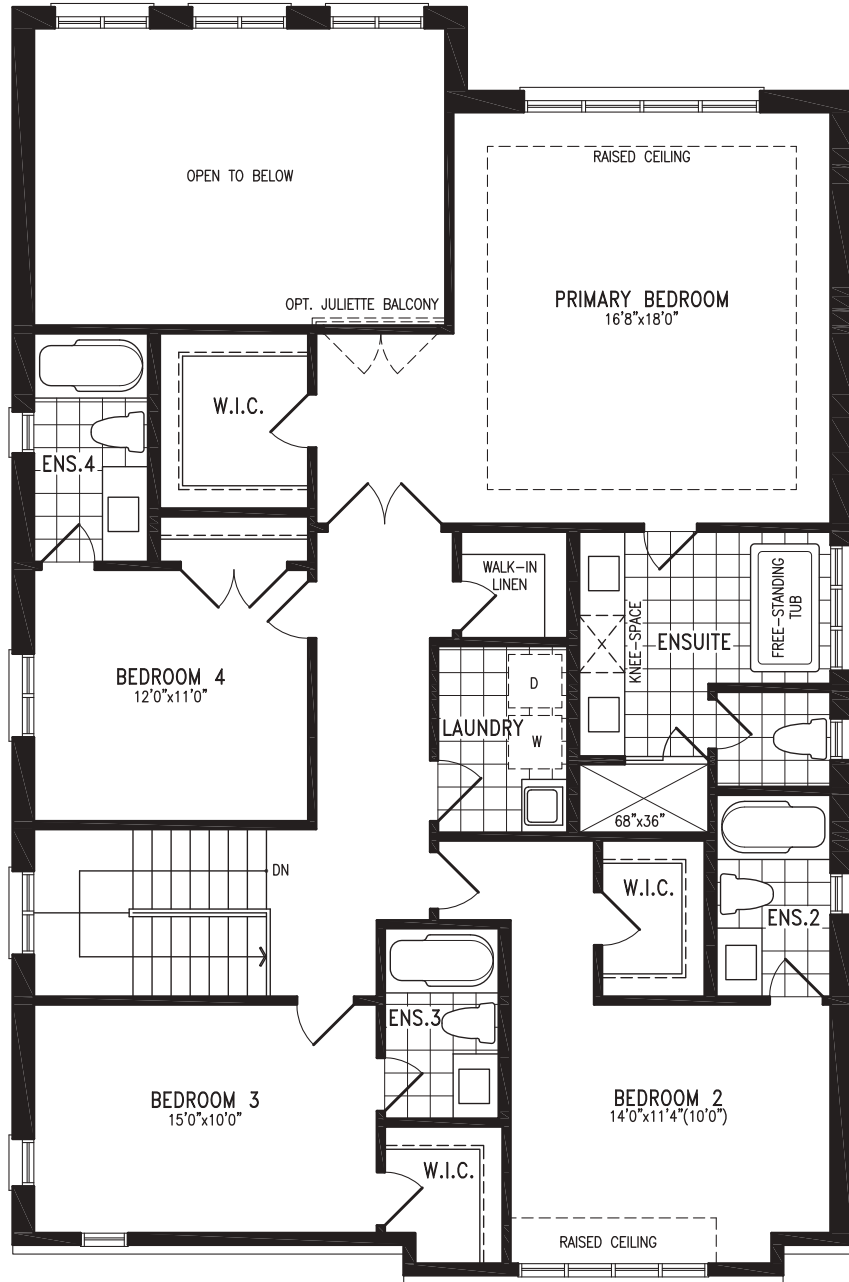 RAISED CEILING
OPEN TO BELOW
OPT. JULIETTE BALCONY
PRIMARY BEDROOM
16'8"x18'0"
W.I.C.
ENS.4
WALK-IN
LINEN
KNEE-SPACE
ENSUITE
FREE-STANDING
TUB
BEDROOM 4
12'0"x11'0"
D
LAUNDRY
W
68"x36"
DN
W.I.C.
ENS.2
ENS.3
BEDROOM 3
15'0"x10'0"
BEDROOM 2
14'0"x11'4"(10'0")
W.I.C.
RAISED CEILING